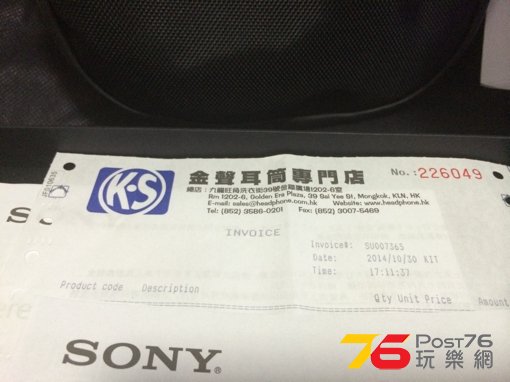 K·S
金聲耳筒專門店
No.: 226049
總店：九龍旺角洗衣街39號金雞廣場1202-6室
Rm 1202-6, Golden Era Plaza, 39 Sai Yee St, Mongkok, KLN, HK
E-mail: sales@headphone.com.hk Website: www.headphone.com.hk
Tel: (852) 3586-0201 Fax: (852) 3007-5469
INVOICE
Invoice#: SU00736S
Date: 2014/10/30 KIT
Time: 17:11:37
Product code Description Qty Unit Price Amount
SONY
76 Post76
玩樂網